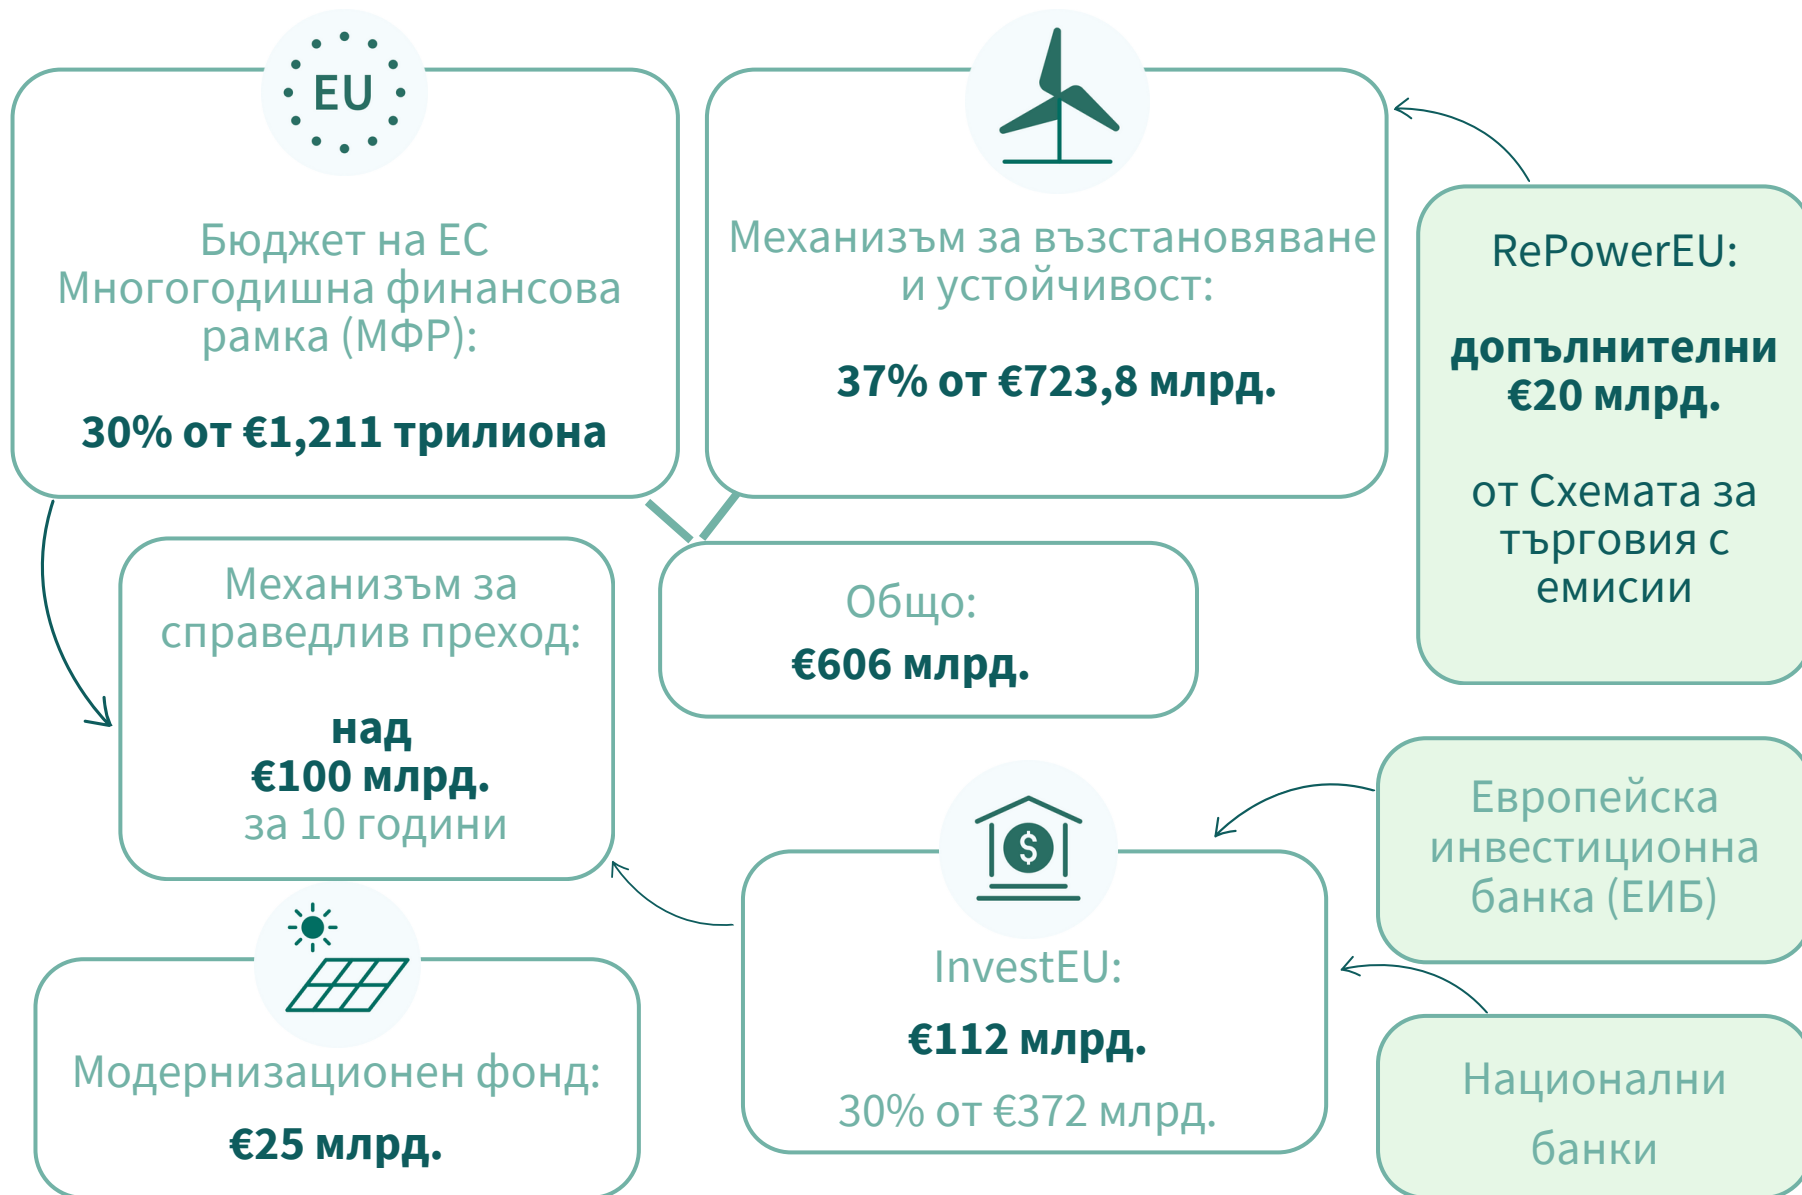 EU
Бюджет на ЕС
Многогодишна финансова
рамка (МФР):
30% от €1,211 трилиона
Механизъм за възстановяване
и устойчивост:
37% от €723,8 млрд.
RePowerEU:
допълнителни
€20 млрд.
от Схемата за
търговия с
емисии
Механизъм за
справедлив преход:
над
€100 млрд.
за 10 години
Общо:
€606 млрд.
Европейска
инвестиционна
банка (ЕИБ)
$
InvestEU:
€112 млрд.
30% от €372 млрд.
Модернизационен фонд:
€25 млрд.
Национални
банки